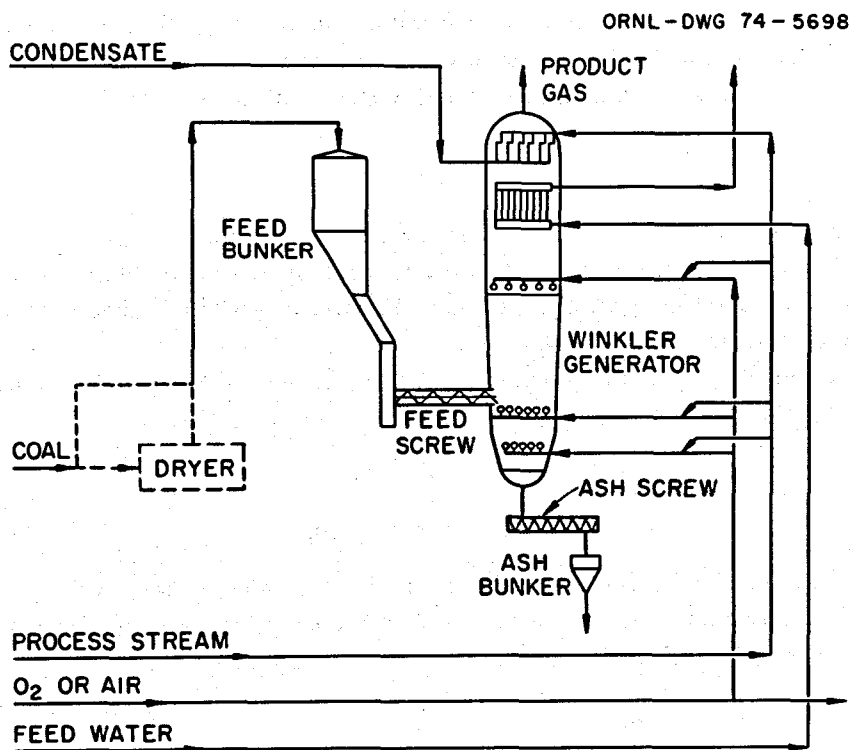 ORNL-DWG 74-5698
CONDENSATE
PRODUCT
GAS
FEED
BUNKER
WINKLER
GENERATOR
FEED
SCREW
COAL
DRYER
ASH SCREW
ASH
BUNKER
PROCESS STREAM
O₂ OR AIR
FEED WATER